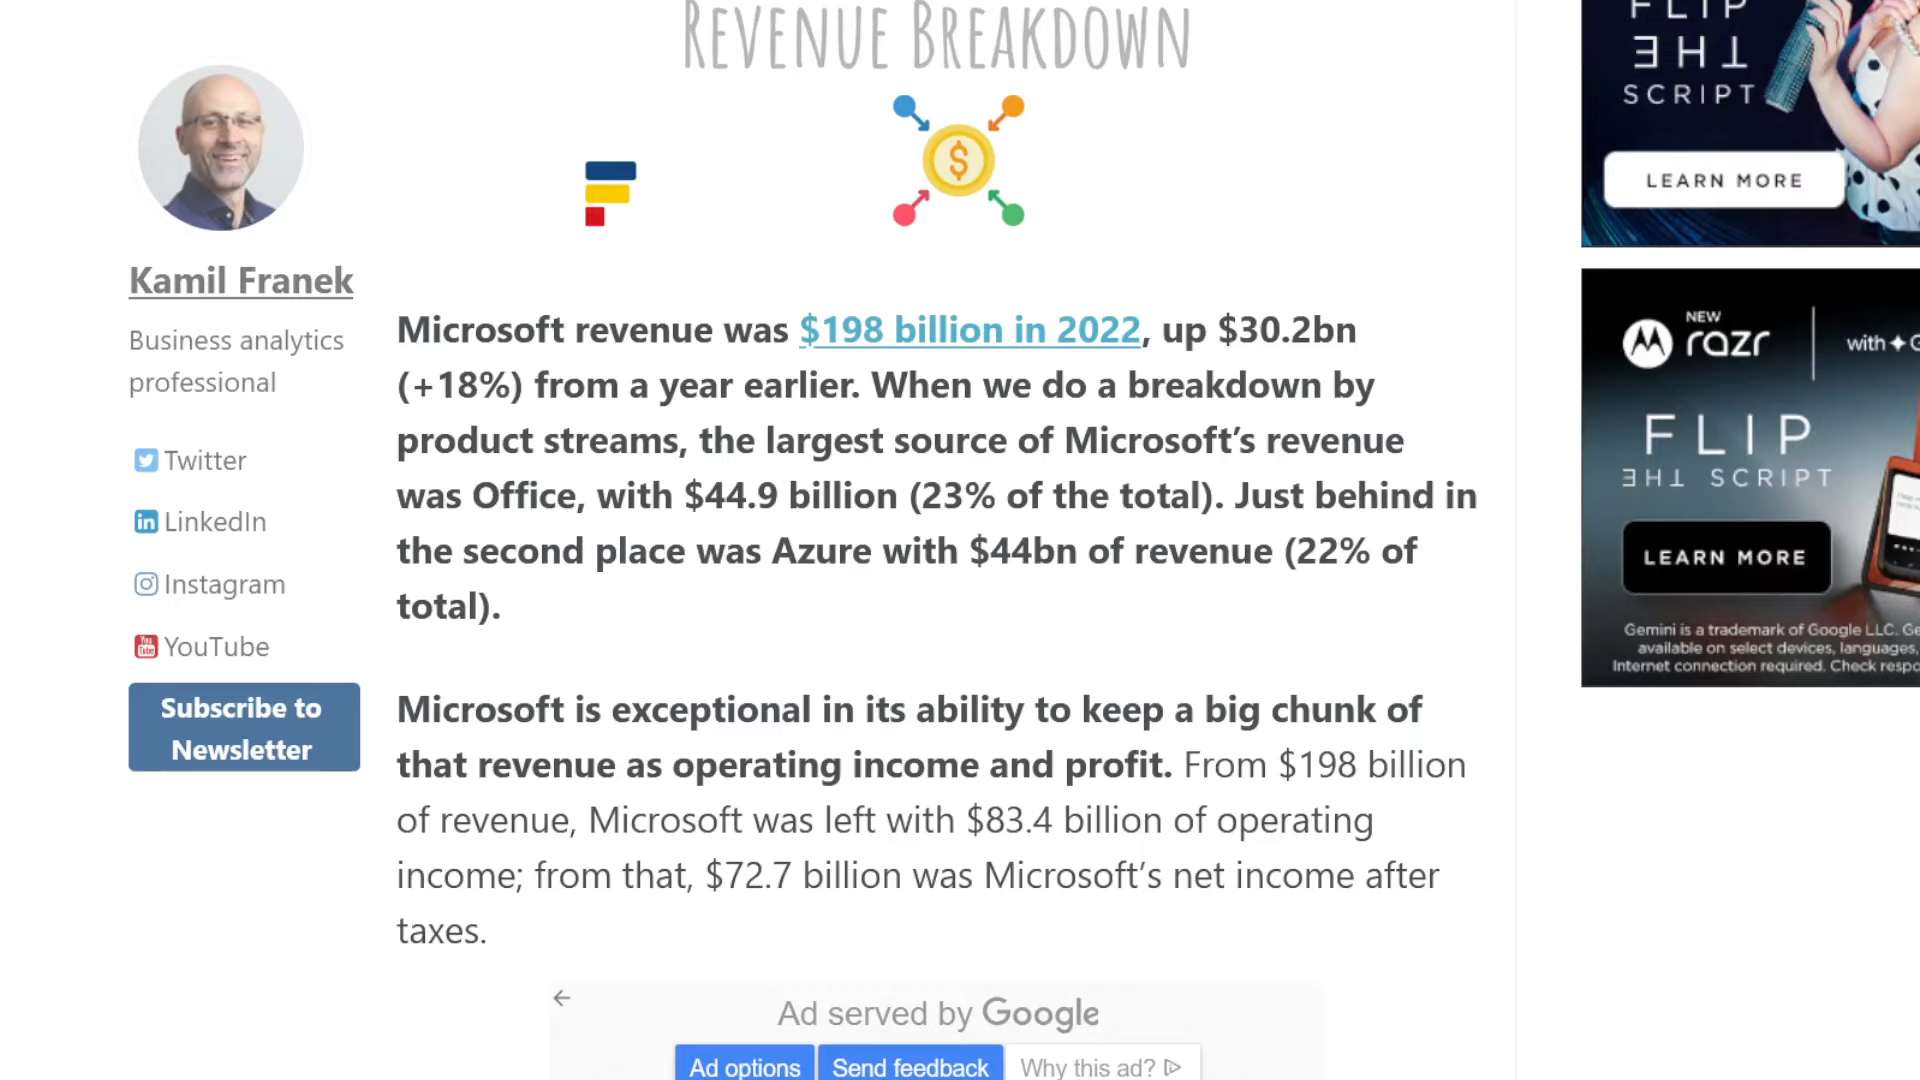 REVENUE BREAKDOWN
Kamil Franek
Business analytics
professional
Twitter
LinkedIn
Instagram
YouTube
Subscribe to
Newsletter
Microsoft revenue was $198 billion in 2022, up $30.2bn
(+18%) from a year earlier. When we do a breakdown by
product streams, the largest source of Microsoft’s revenue
was Office, with $44.9 billion (23% of the total). Just behind in
the second place was Azure with $44bn of revenue (22% of
total).
Microsoft is exceptional in its ability to keep a big chunk of
that revenue as operating income and profit. From $198 billion
of revenue, Microsoft was left with $83.4 billion of operating
income; from that, $72.7 billion was Microsoft’s net income after
taxes.
Ad served by Google
Ad options
Send feedback
Why this ad?
FLIP
THE
SCRIPT
LEARN MORE
NEW
razr
with
FLIP
THE SCRIPT
LEARN MORE
Gemini is a trademark of Google LLC.
available on select devices, languages,
Internet connection required. Check